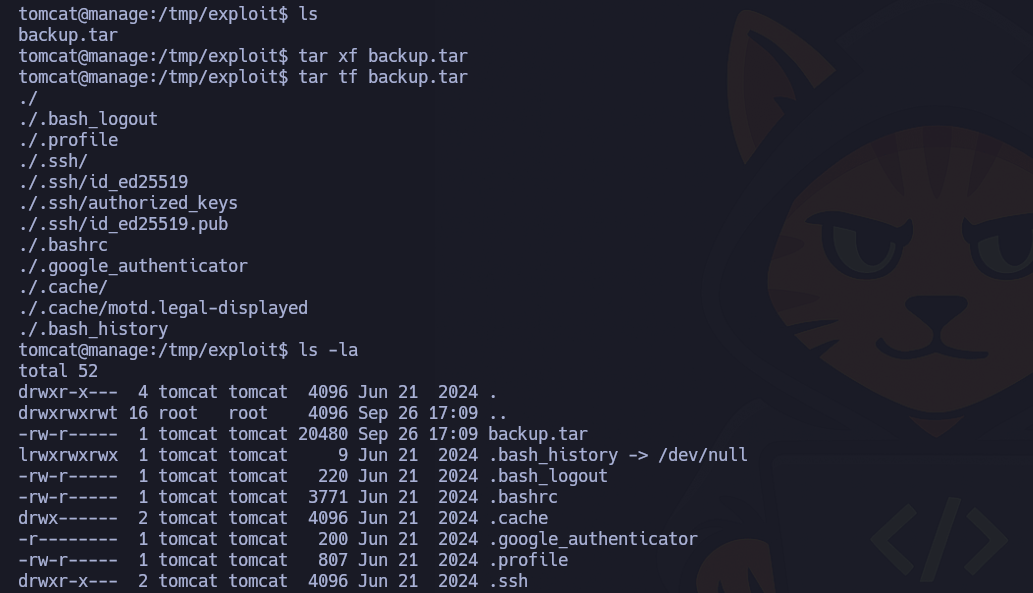 tomcat@manage:/tmp/exploit$ ls
backup.tar
tomcat@manage:/tmp/exploit$ tar xf backup.tar
tomcat@manage:/tmp/exploit$ tar tf backup.tar
./
./.bash_logout
./.profile
./.ssh/
./.ssh/id_ed25519
./.ssh/authorized_keys
./.ssh/id_ed25519.pub
./.bashrc
./.google_authenticator
./.cache/
./.cache/motd.legal-displayed
./.bash_history
tomcat@manage:/tmp/exploit$ ls -la
total 52
drwxr-x---  4 tomcat tomcat  4096 Jun 21  2024 .
drwxrwxrwt 16 root   root    4096 Sep 26 17:09 ..
-rw-r-----  1 tomcat tomcat 20480 Sep 26 17:09 backup.tar
lrwxrwxrwx  1 tomcat tomcat     9 Jun 21  2024 .bash_history -> /dev/null
-rw-r-----  1 tomcat tomcat   220 Jun 21  2024 .bash_logout
-rw-r-----  1 tomcat tomcat  3771 Jun 21  2024 .bashrc
drwx------  2 tomcat tomcat  4096 Jun 21  2024 .cache
-r--------  1 tomcat tomcat   200 Jun 21  2024 .google_authenticator
-rw-r-----  1 tomcat tomcat   807 Jun 21  2024 .profile
drwxr-x---  2 tomcat tomcat  4096 Jun 21  2024 .ssh